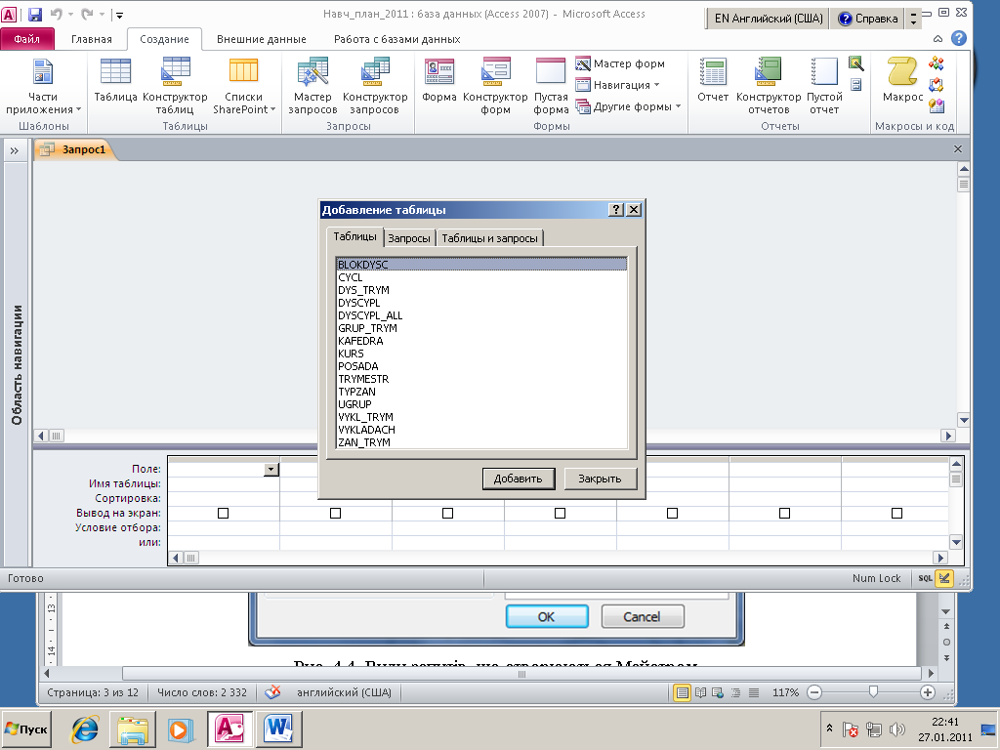 Навч_план_2011 : база данных (Access 2007) - Microsoft Access
EN Английский (США)
Справка
Файл
Главная
Создание
Внешние данные
Работа с базами данных
Части приложения
Таблица
Конструктор таблиц
Списки SharePoint
Мастер запросов
Конструктор запросов
Форма
Конструктор форм
Пустая форма
Мастер форм
Навигация
Другие формы
Отчет
Конструктор отчетов
Пустой отчет
Макрос
Шаблоны
Таблицы
Запросы
Формы
Отчеты
Макросы и код
Запрос1
Область навигации
Добавление таблицы
Таблицы
Запросы
Таблицы и запросы
BLOKDYSC
CYCL
DYS_TRYM
DYSCYPL
DYSCYPL_ALL
GRUP_TRYM
KAFEDRA
KURS
POSADA
TRYMESTR
TYPZAN
UGRUP
VYKL_TRYM
VYKLADACH
ZAN_TRYM
Добавить
Закрыть
Поле:
Имя таблицы:
Сортировка:
Вывод на экран:
Условие отбора:
или:
Готово
Num Lock
SQL
13
14
OK
Cancel
Страница: 3 из 12
Число слов: 2 332
английский (США)
117%
Пуск
22:41
27.01.2011